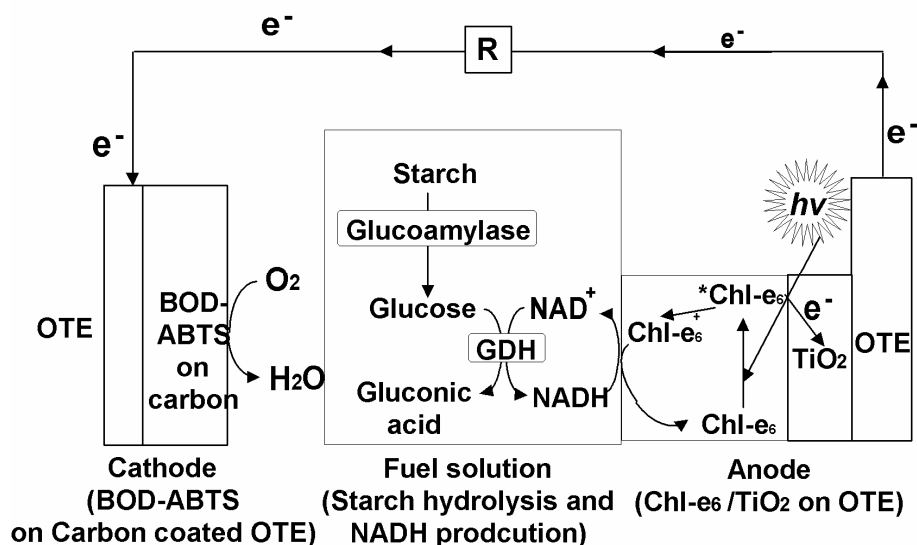 e-
R
e-
e-
e-
Starch
hv
Glucoamylase
O2
BOD-
ABTS
on
carbon
OTE
H2O
Glucose
NAD+
GDH
Gluconic
acid
NADH
*Chl-e6
Chl-e6+
e-
TiO2
OTE
Chl-e6
Cathode
(BOD-ABTS
on Carbon coated OTE)
Fuel solution
(Starch hydrolysis and
NADH prodcution)
Anode
(Chl-e6 /TiO2 on OTE)